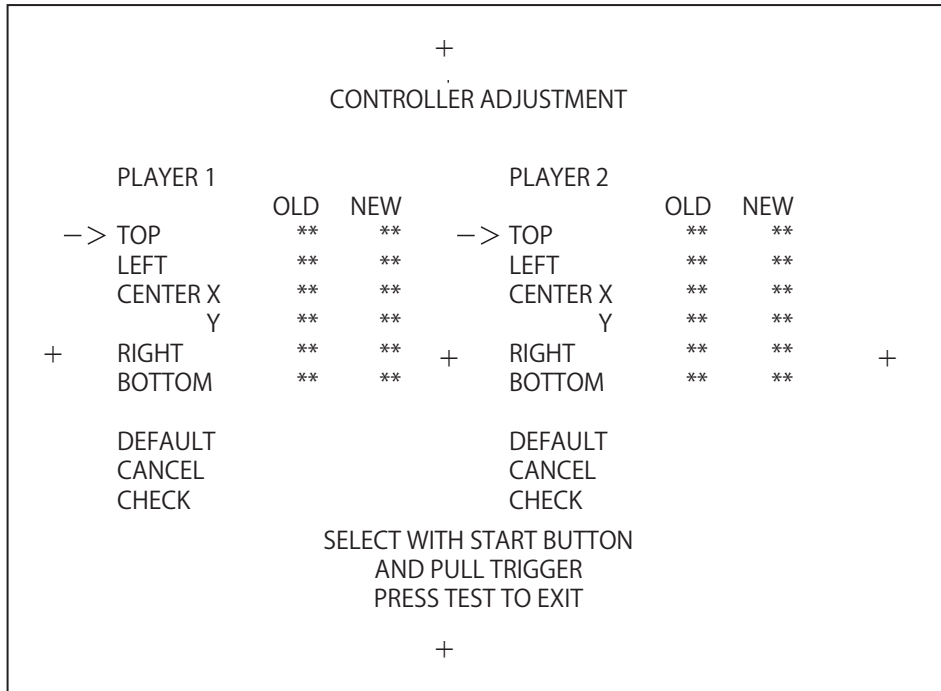 +
CONTROLLER ADJUSTMENT
PLAYER 1 PLAYER 2
OLD NEW OLD NEW
—> TOP ** ** —> TOP ** **
LEFT ** ** LEFT ** **
CENTER X ** ** CENTER X ** **
Y ** ** Y ** **
+ RIGHT ** ** + RIGHT ** ** +
BOTTOM ** ** BOTTOM ** **
DEFAULT DEFAULT
CANCEL CANCEL
CHECK CHECK
SELECT WITH START BUTTON
AND PULL TRIGGER
PRESS TEST TO EXIT
+